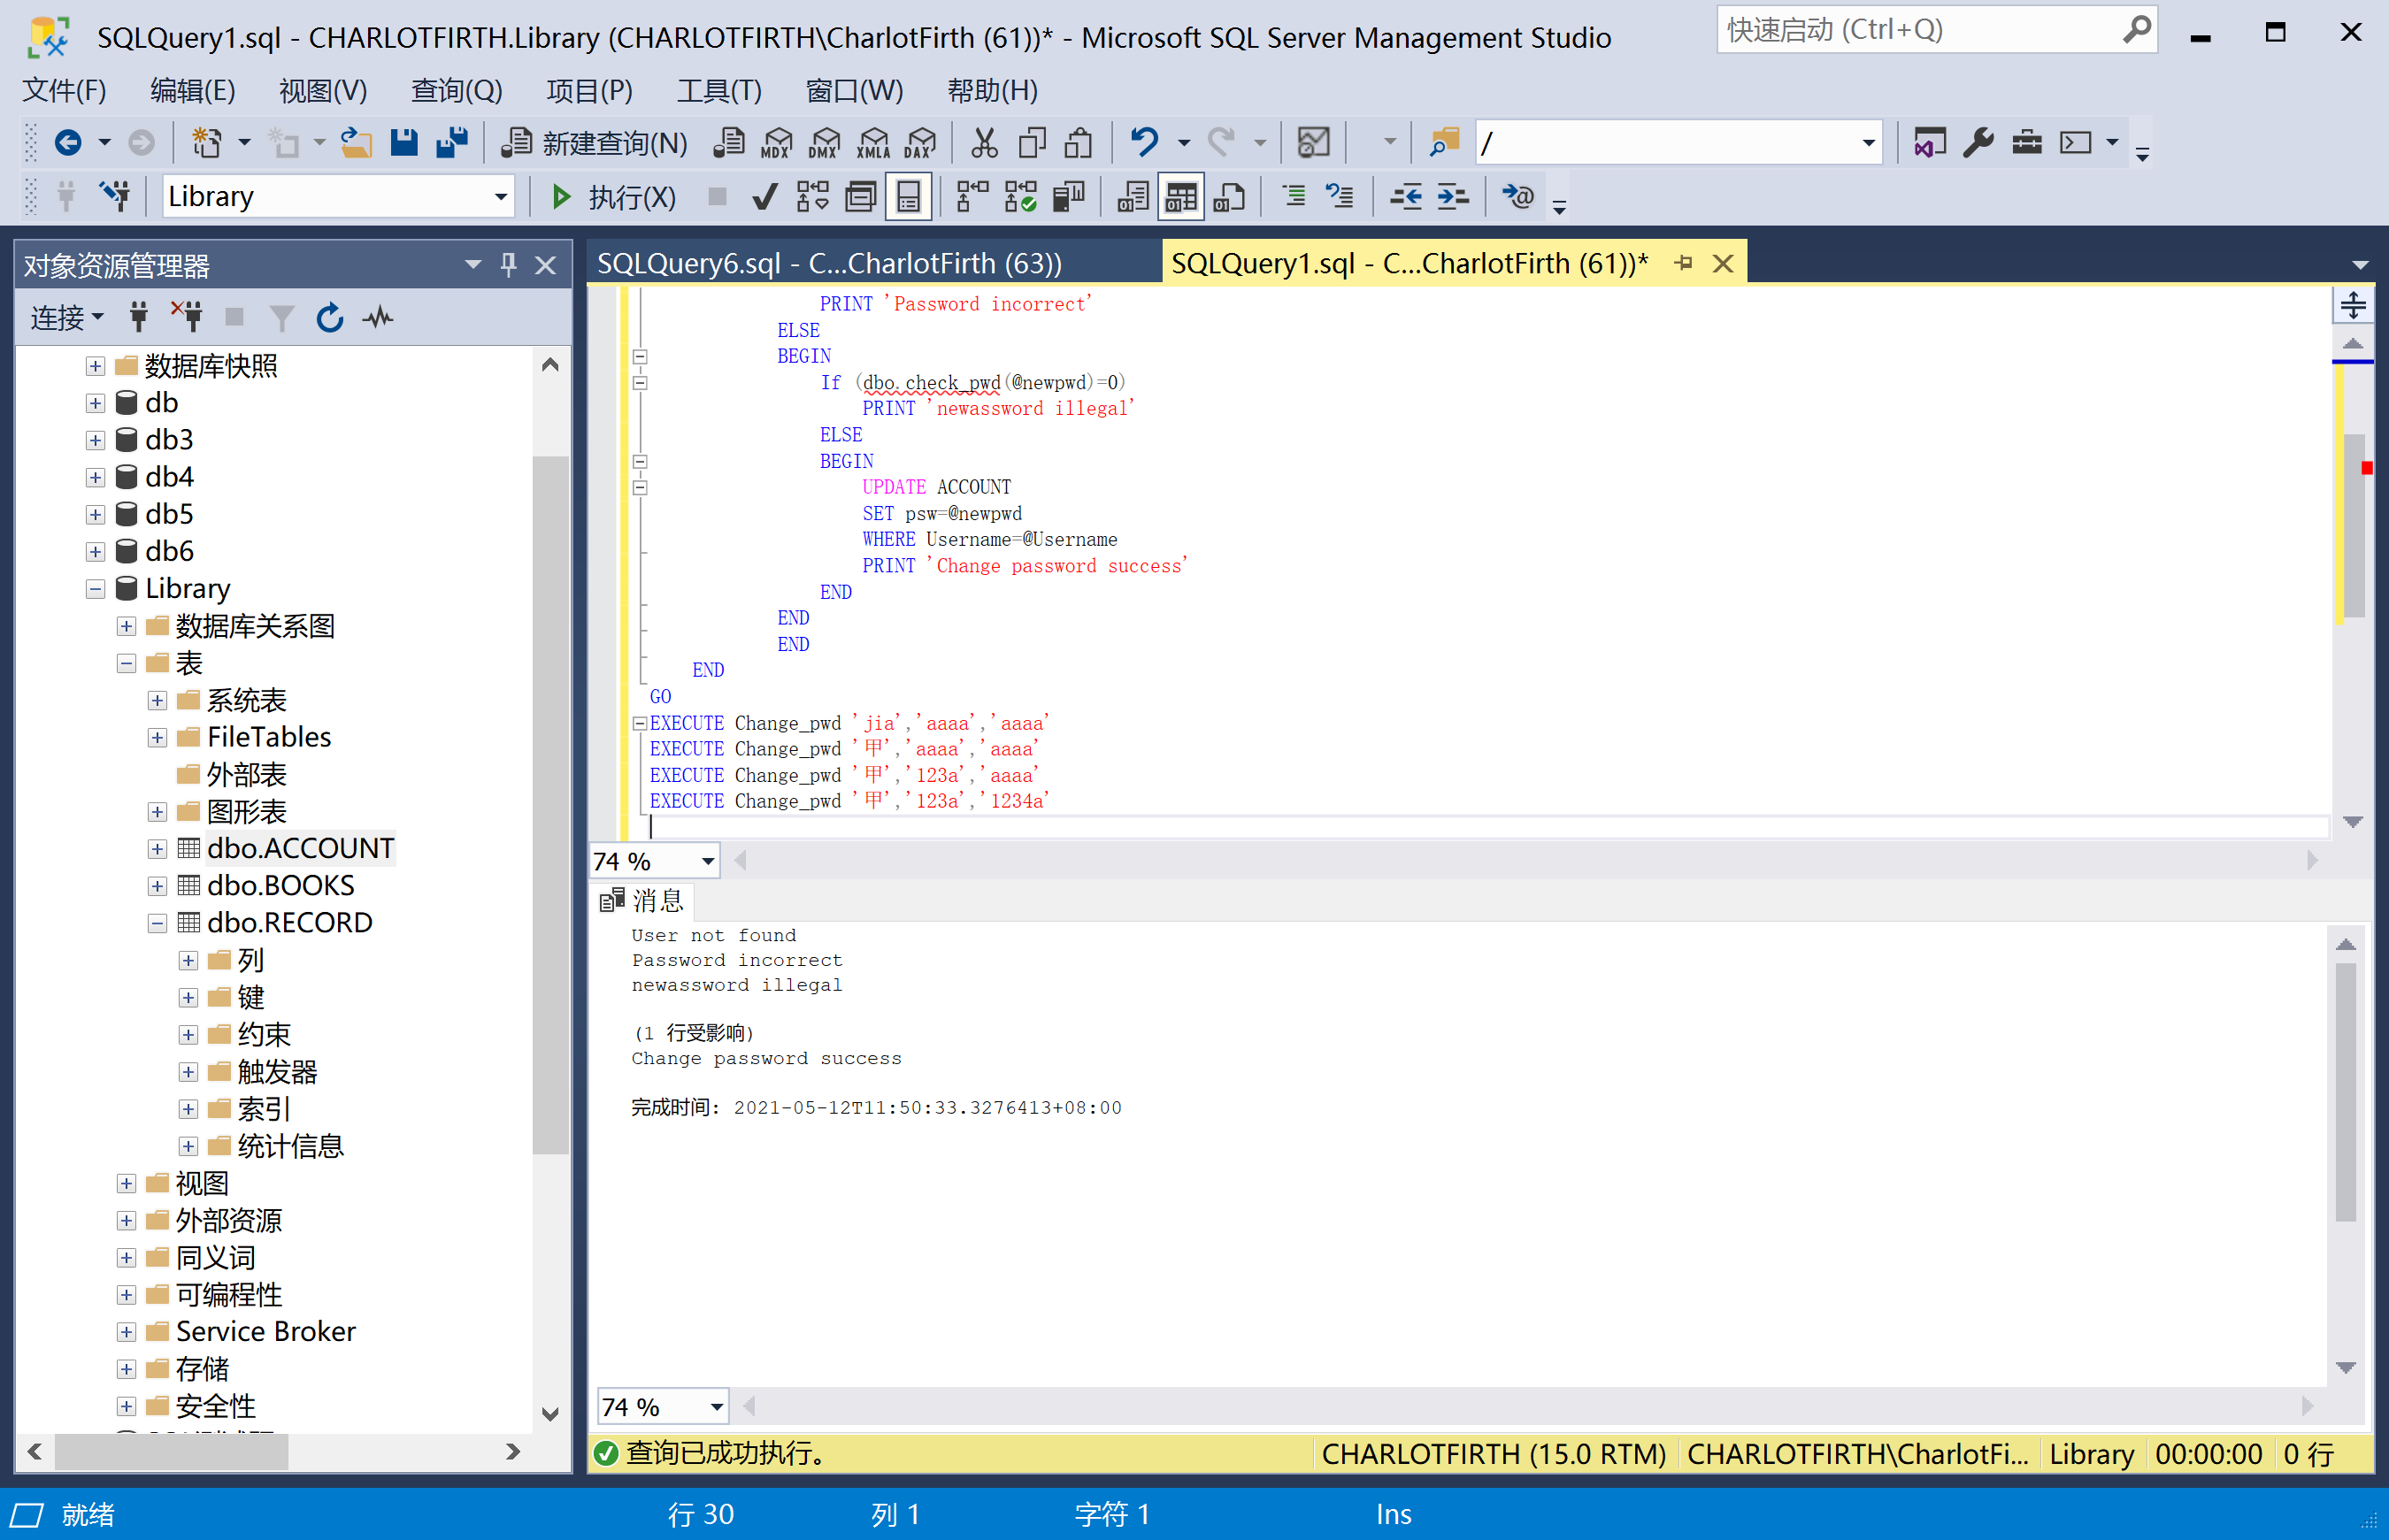 SQLQuery1.sql - CHARLOTFIRTH.Library (CHARLOTFIRTH\CharlotFirth (61))* - Microsoft SQL Server Management Studio
快速启动 (Ctrl+Q)
文件(F) 编辑(E) 视图(V) 查询(Q) 项目(P) 工具(T) 窗口(W) 帮助(H)
新建查询(N) MDX DMX XMLA DAX /
Library 执行(X)
对象资源管理器
连接
数据库快照
db
db3
db4
db5
db6
Library
数据库关系图
表
系统表
FileTables
外部表
图形表
dbo.ACCOUNT
dbo.BOOKS
dbo.RECORD
列
键
约束
触发器
索引
统计信息
视图
外部资源
同义词
可编程性
Service Broker
存储
安全性
SQLQuery6.sql - C...CharlotFirth (63))
SQLQuery1.sql - C...CharlotFirth (61))*
PRINT 'Password incorrect'
ELSE
BEGIN
If (dbo.check_pwd(@newpwd)=0)
PRINT 'newassword illegal'
ELSE
BEGIN
UPDATE ACCOUNT
SET psw=@newpwd
WHERE Username=@Username
PRINT 'Change password success'
END
END
END
END
GO
EXECUTE Change_pwd 'jia','aaaa','aaaa'
EXECUTE Change_pwd '甲','aaaa','aaaa'
EXECUTE Change_pwd '甲','123a','aaaa'
EXECUTE Change_pwd '甲','123a','1234a'
74 %
消息
User not found
Password incorrect
newassword illegal
(1 行受影响)
Change password success
完成时间: 2021-05-12T11:50:33.3276413+08:00
74 %
查询已成功执行。
CHARLOTFIRTH (15.0 RTM) CHARLOTFIRTH\CharlotFi... Library 00:00:00 0 行
就绪 行 30 列 1 字符 1 Ins